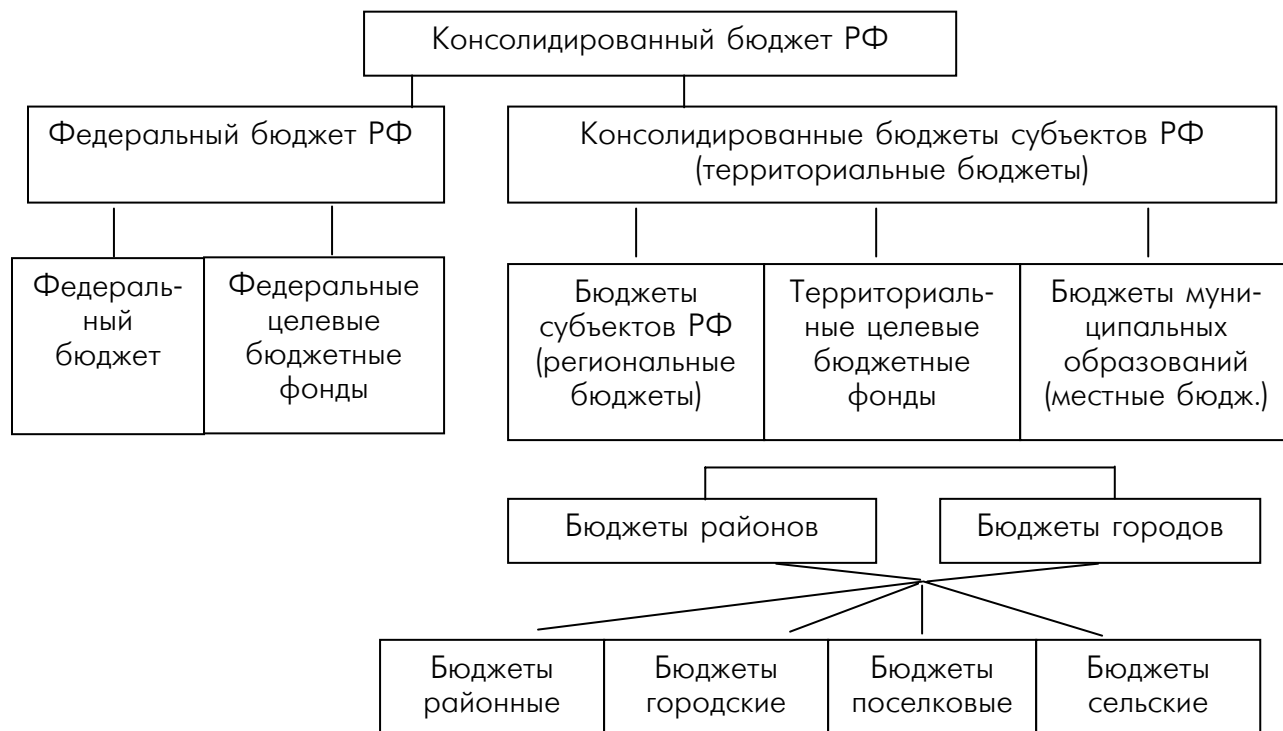 Консолидированный бюджет РФ
Федеральный бюджет РФ
Консолидированные бюджеты субъектов РФ
(территориальные бюджеты)
Федераль-
ный
бюджет
Федеральные
целевые
бюджетные
фонды
Бюджеты
субъектов РФ
(региональные
бюджеты)
Территориаль-
ные целевые
бюджетные
фонды
Бюджеты муни-
ципальных
образований
(местные бюдж.)
Бюджеты районов
Бюджеты городов
Бюджеты
районные
Бюджеты
городские
Бюджеты
поселковые
Бюджеты
сельские